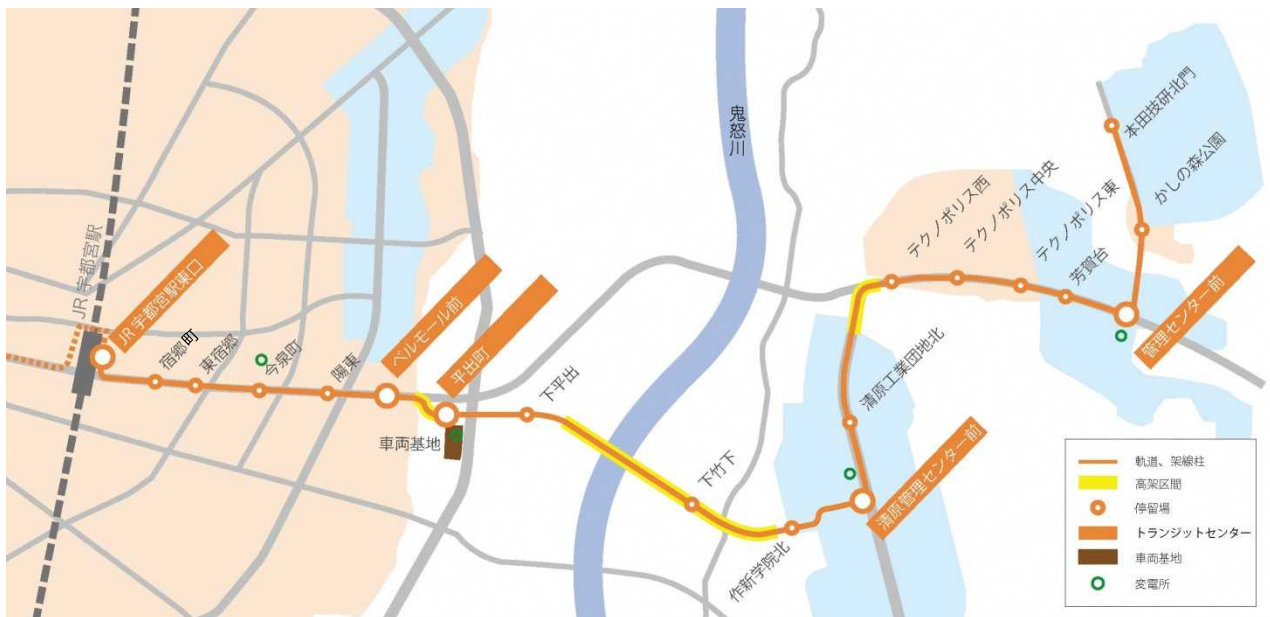 JR 宇都宮駅
JR 宇都宮駅東口
宿郷町
東宿郷
今泉町
陽東
ベルモール前
平出町
車両基地
下平出
鬼怒川
下竹下
作新学院北
清原管理センター前
清原工業団地北
テクノポリス西
テクノポリス中央
テクノポリス東
芳賀台
管理センター前
かしの森公園
本田技研北門
軌道、架線柱
高架区間
停留場
トランジットセンター
車両基地
変電所